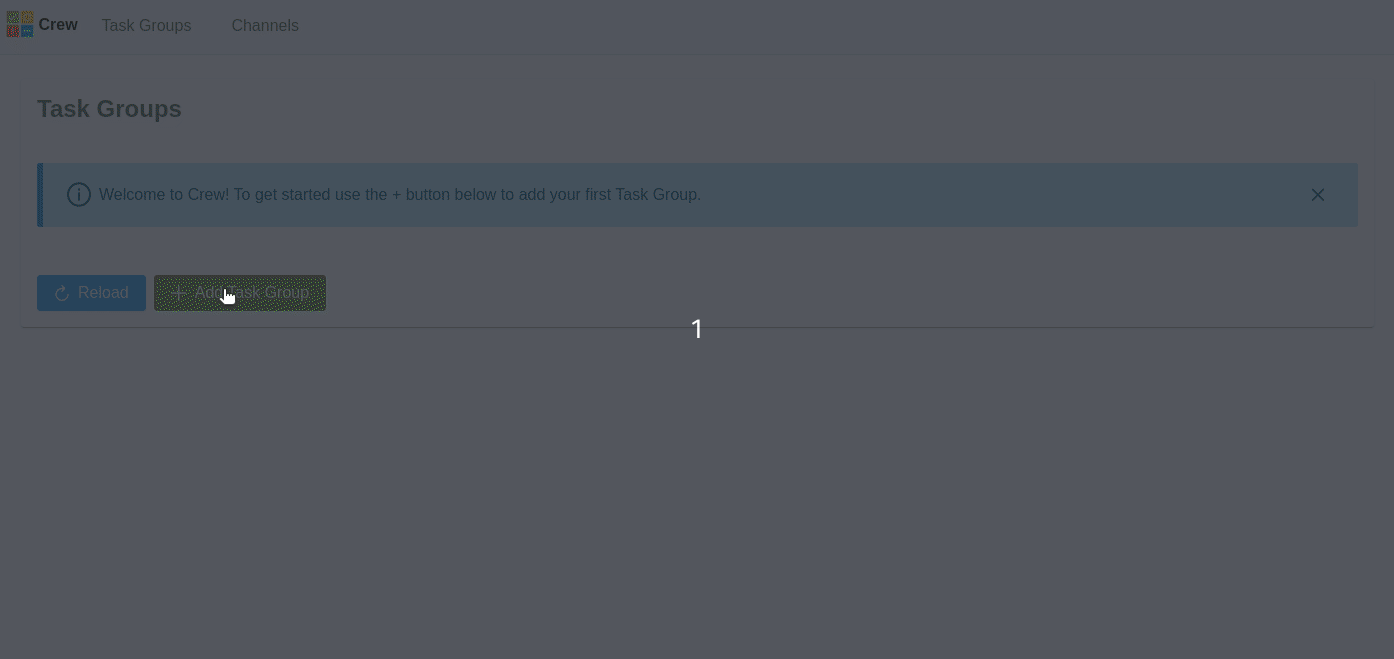 Crew Task Groups Channels
Task Groups
Welcome to Crew! To get started use the + button below to add your first Task Group.
Reload + Add Task Group
1